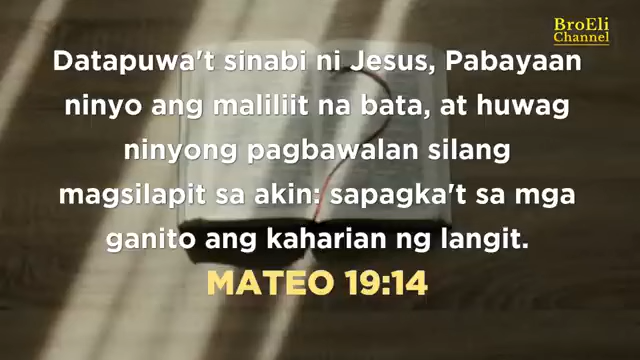 BroEli
Channel
Datapuwa't sinabi ni Jesus, Pabayaan
ninyo ang maliliit na bata, at huwag
ninyong pagbawalan silang
magsilapit sa akin: sapagka't sa mga
ganito ang kaharian ng langit.
MATEO 19:14